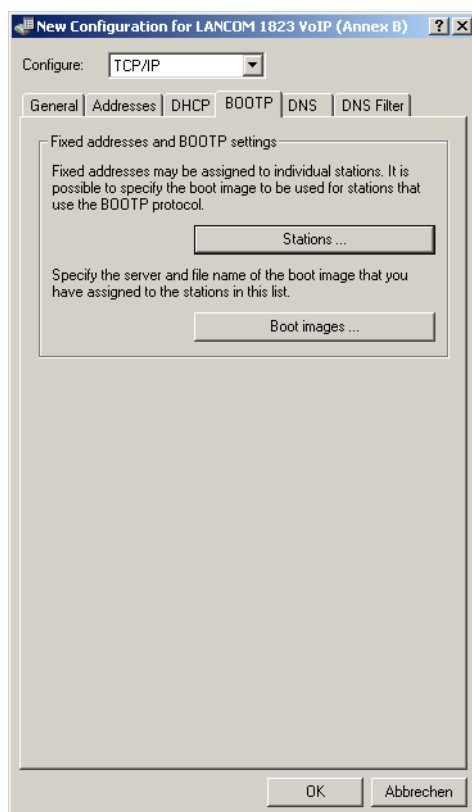 New Configuration for LANCOM 1823 VoIP (Annex B)
Configure: TCP/IP
General Addresses DHCP BOOTP DNS DNS Filter
Fixed addresses and BOOTP settings
Fixed addresses may be assigned to individual stations. It is
possible to specify the boot image to be used for stations that
use the BOOTP protocol.
Stations ...
Specify the server and file name of the boot image that you
have assigned to the stations in this list.
Boot images ...
OK Abbrechen